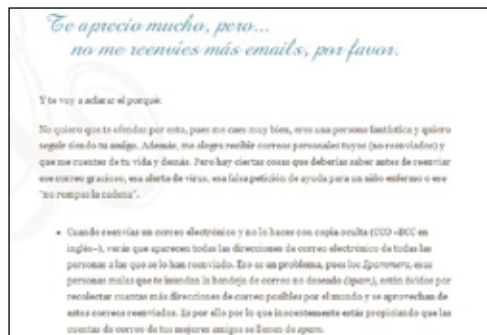 Te aprecio mucho, pero...
no me reenvíes más emails, por favor.
Y te voy a aclarar el porqué:
No quiero que te ofendas por esto, pues me caes muy bien, eres una persona fantástica y quiero
seguir siendo tu amigo. Además, me alegra recibir correos personales tuyos (no reenviados) y
que me cuentes de tu vida y demás. Pero hay ciertas cosas que deberías saber antes de reenviar
ese correo gracioso, esa alerta de virus, esa falsa petición de ayuda para un niño enfermo o ese
"no rompas la cadena".
• Cuando reenvías un correo electrónico y no lo haces con copia oculta (CCO -BCC en
inglés-), verás que aparecen todas las direcciones de correo electrónico de todas las
personas a las que se lo han reenviado. Eso es un problema, pues los Spammers, esas
personas malas que te inundan la bandeja de correo no deseado (spam), están ávidos por
recolectar cuantas más direcciones de correo posibles por el mundo y se aprovechan de
estos correos reenviados. Es por ello por lo que inocentemente estás propiciando que las
cuentas de correo de tus mejores amigos se llenen de spam.